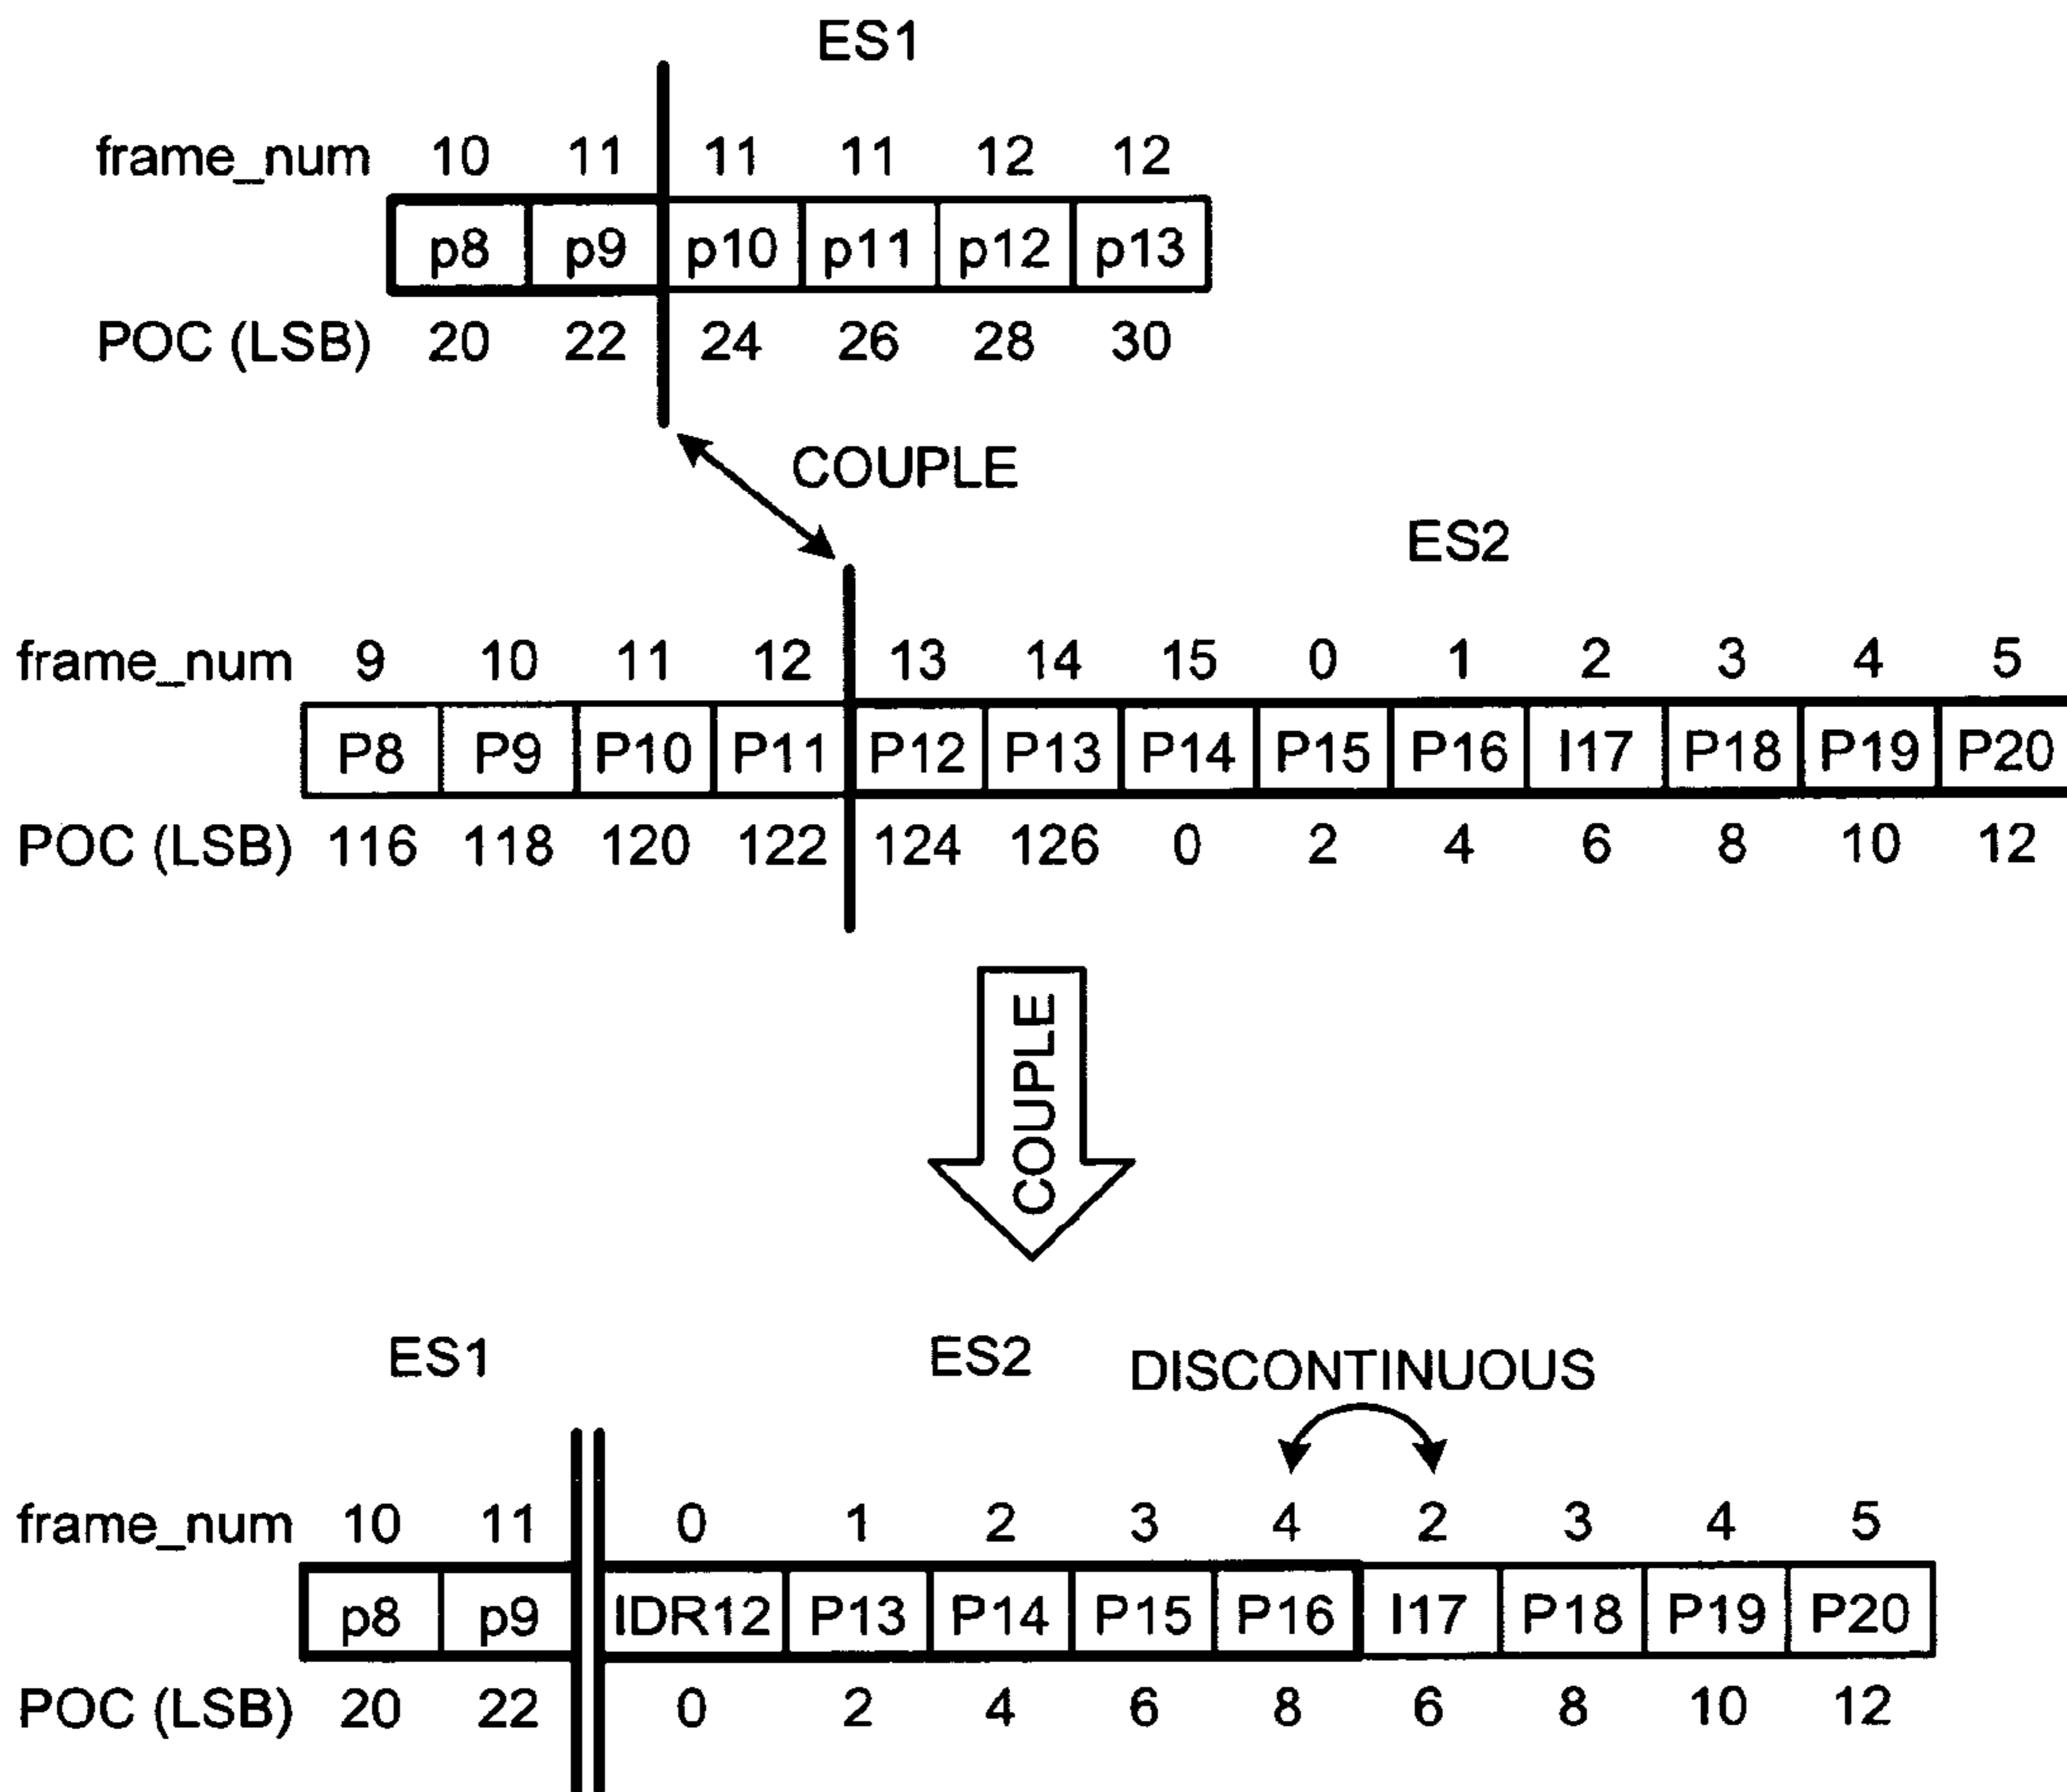 ES1
frame_num 10 11 11 11 12 12
p8 p9 p10 p11 p12 p13
POC (LSB) 20 22 24 26 28 30
COUPLE
ES2
frame_num 9 10 11 12 13 14 15 0 1 2 3 4 5
P8 P9 P10 P11 P12 P13 P14 P15 P16 I17 P18 P19 P20
POC (LSB) 116 118 120 122 124 126 0 2 4 6 8 10 12
COUPLE
ES1 ES2 DISCONTINUOUS
frame_num 10 11 0 1 2 3 4 2 3 4 5
p8 p9 IDR12 P13 P14 P15 P16 I17 P18 P19 P20
POC (LSB) 20 22 0 2 4 6 8 6 8 10 12